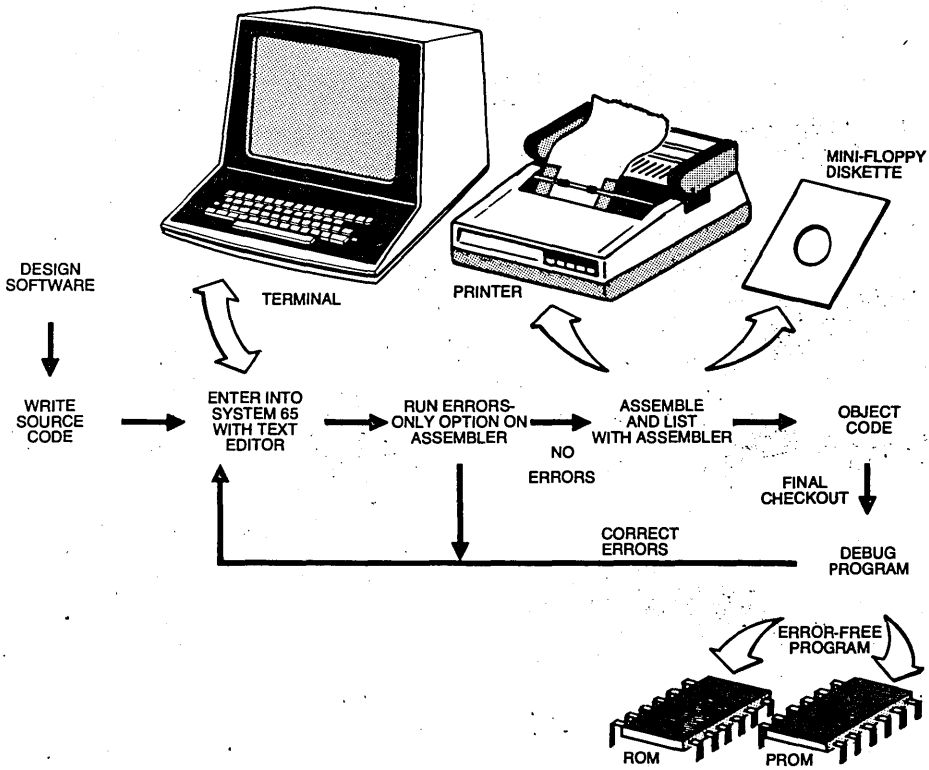 MINI-FLOPPY
DISKETTE
TERMINAL
PRINTER
DESIGN
SOFTWARE
WRITE
SOURCE
CODE
ENTER INTO
SYSTEM 65
WITH TEXT
EDITOR
RUN ERRORS-
ONLY OPTION ON
ASSEMBLER
NO
ERRORS
ASSEMBLE
AND LIST
WITH ASSEMBLER
OBJECT
CODE
FINAL
CHECKOUT
CORRECT
ERRORS
DEBUG
PROGRAM
ERROR-FREE
PROGRAM
ROM
PROM